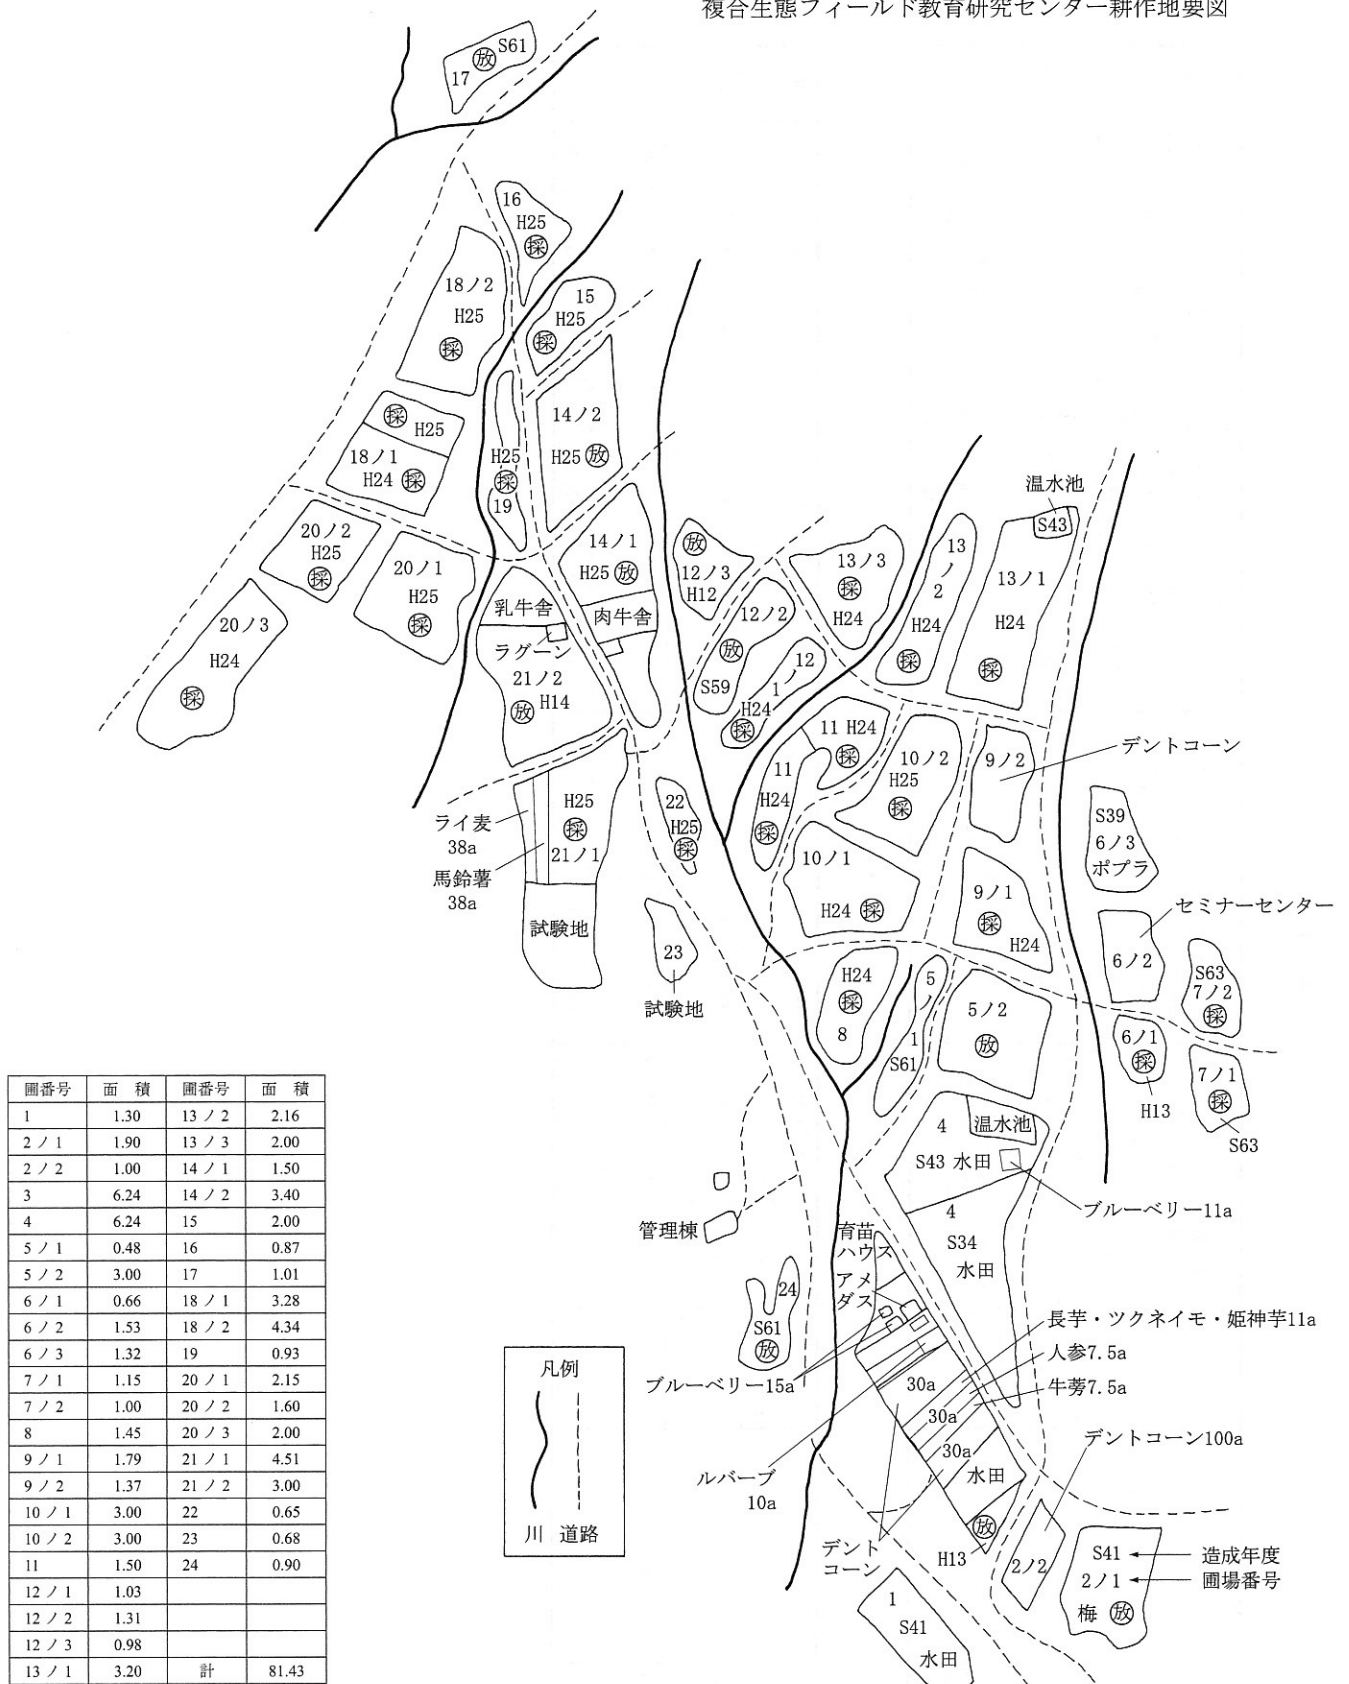 複合生態フィールド教育研究センター耕作地要図
S61
放
17
16
H25
採
18ノ2
H25
採
15
H25
採
採
H25
18ノ1
H24 採
H25
採
19
14ノ2
H25 放
20ノ2
H25
採
20ノ1
H25
採
20ノ3
H24
採
14ノ1
H25 放
乳牛舎
肉牛舎
ラグーン
21ノ2
放 H14
放
12ノ3
H12
12ノ2
放
S59
12
ノ
1
H24
採
13ノ3
採
H24
13
ノ
2
H24
採
温水池
S43
13ノ1
H24
採
11 H24
採
11
H24
採
10ノ2
H25
採
9ノ2
デントコーン
S39
6ノ3
ポプラ
ライ麦
38a
馬鈴薯
38a
H25
採
21ノ1
試験地
22
H25
採
23
試験地
10ノ1
H24 採
9ノ1
採
H24
セミナーセンター
6ノ2
S63
7ノ2
採
H24
採
8
5
ノ
1
S61
5ノ2
放
6ノ1
採
H13
7ノ1
採
S63
4
温水池
S43 水田
ブルーベリー11a
4
S34
水田
管理棟
育苗
ハウス
アメ
ダス
24
S61
放
ブルーベリー15a
長芋・ツクネイモ・姫神芋11a
人参7.5a
牛蒡7.5a
30a
30a
30a
水田
ルバーブ
10a
デント
コーン
放
H13
デントコーン100a
2ノ2
S41
造成年度
2ノ1
圃場番号
梅 放
1
S41
水田
凡例
川 道路
圃番号 面 積 圃番号 面 積
1 1.30 13ノ2 2.16
2ノ1 1.90 13ノ3 2.00
2ノ2 1.00 14ノ1 1.50
3 6.24 14ノ2 3.40
4 6.24 15 2.00
5ノ1 0.48 16 0.87
5ノ2 3.00 17 1.01
6ノ1 0.66 18ノ1 3.28
6ノ2 1.53 18ノ2 4.34
6ノ3 1.32 19 0.93
7ノ1 1.15 20ノ1 2.15
7ノ2 1.00 20ノ2 1.60
8 1.45 20ノ3 2.00
9ノ1 1.79 21ノ1 4.51
9ノ2 1.37 21ノ2 3.00
10ノ1 3.00 22 0.65
10ノ2 3.00 23 0.68
11 1.50 24 0.90
12ノ1 1.03
12ノ2 1.31
12ノ3 0.98
13ノ1 3.20 計 81.43